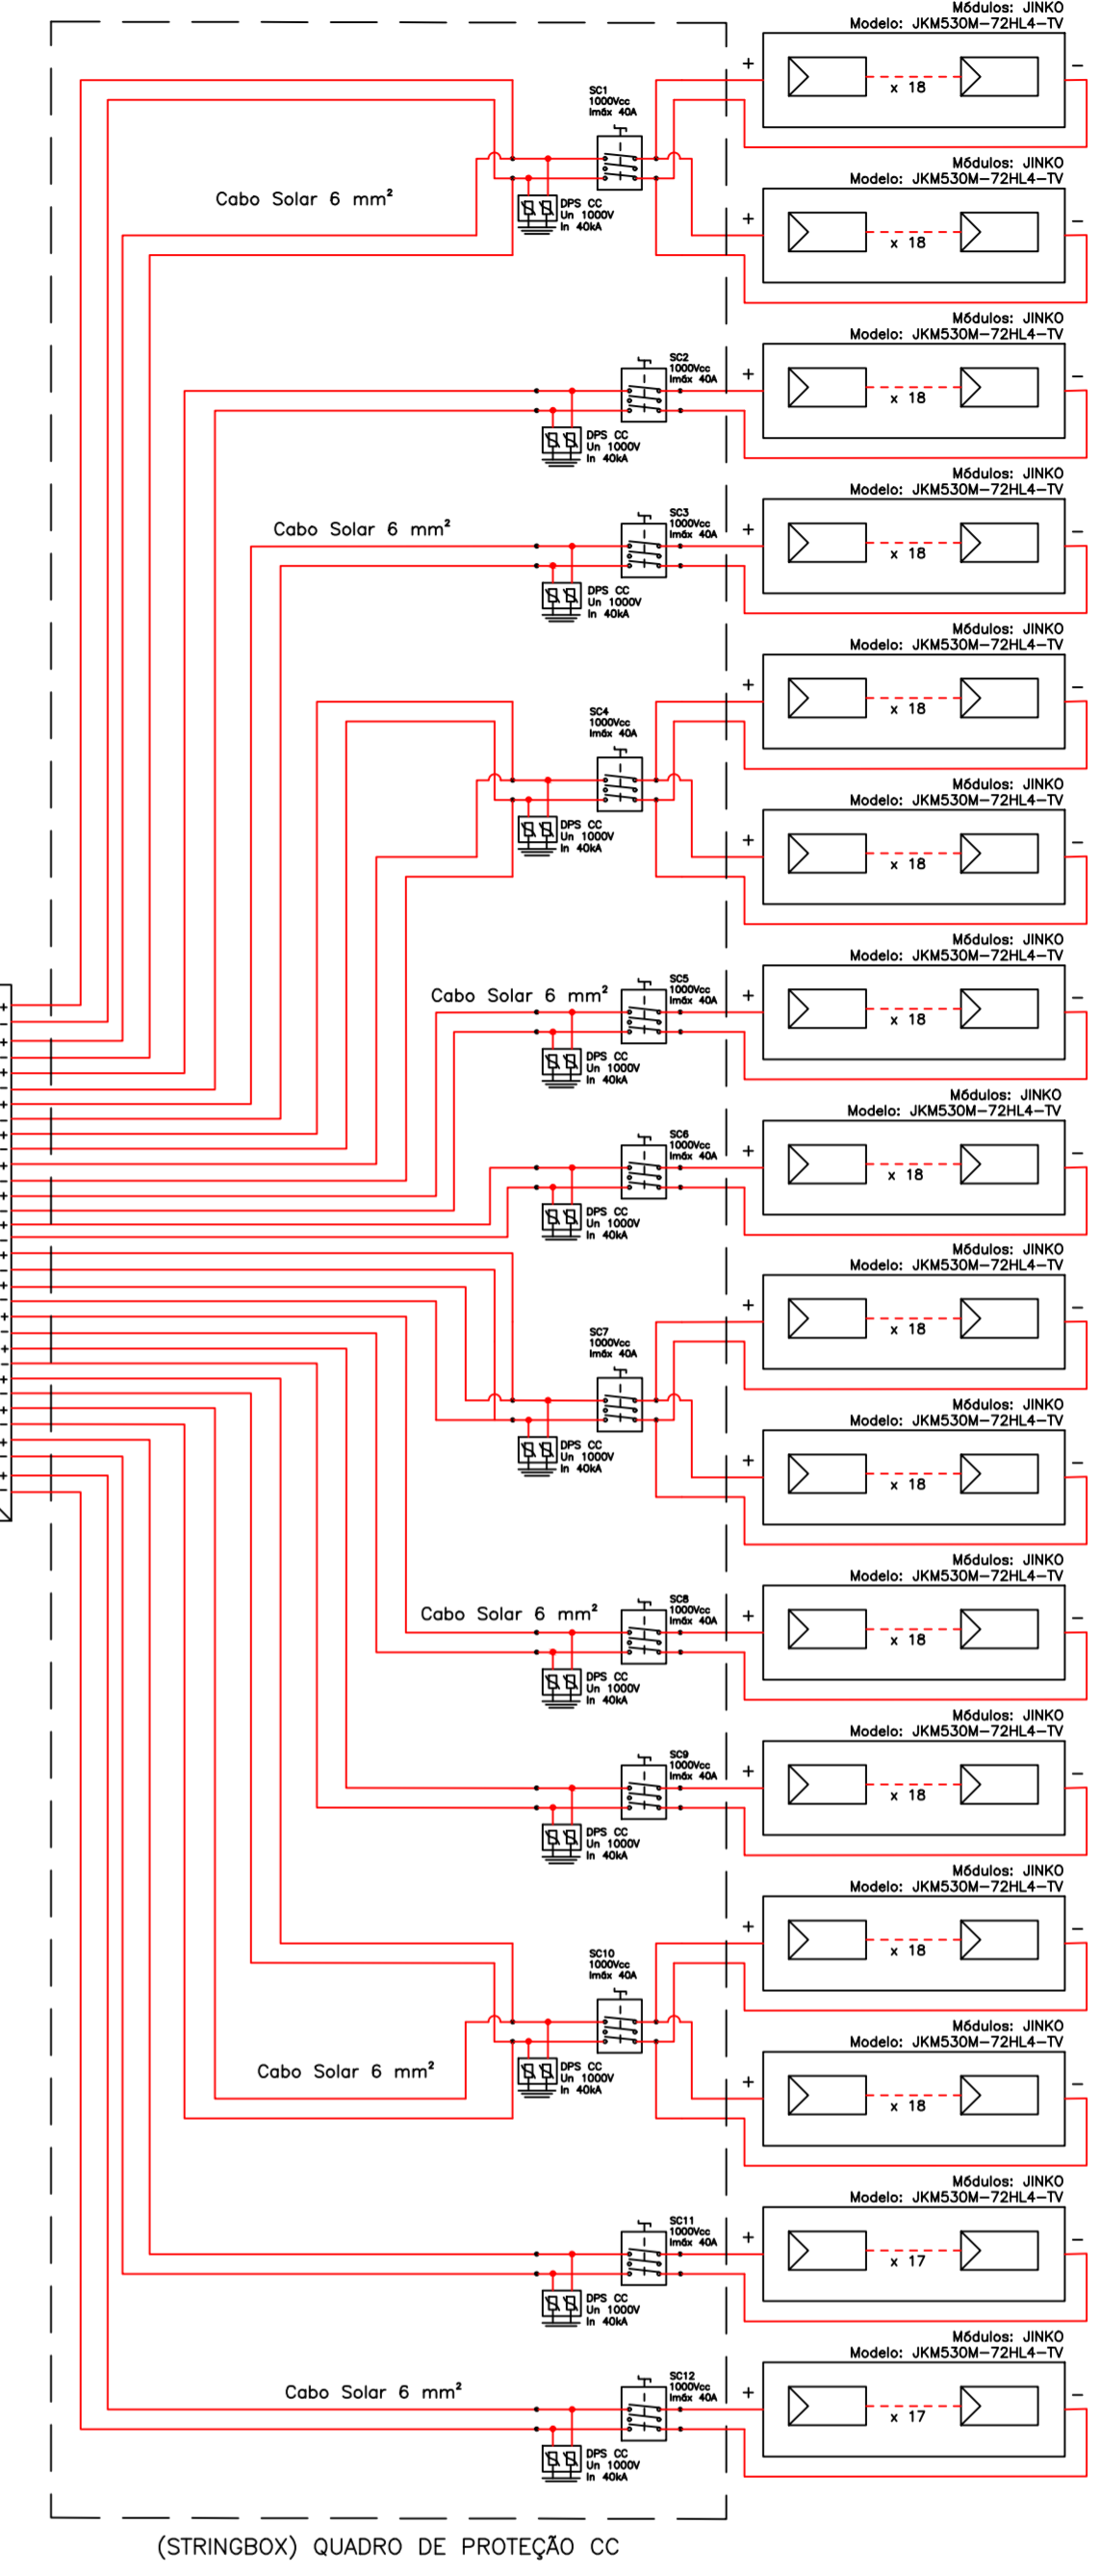 Módulos: JINKO
Modelo: JKM530M-72HL4-TV
+
-
x 18
SC1
1000Vcc
Imáx 40A
DPS CC
Un 1000V
In 40kA
Cabo Solar 6 mm²
Módulos: JINKO
Modelo: JKM530M-72HL4-TV
+
-
x 18
Módulos: JINKO
Modelo: JKM530M-72HL4-TV
+
-
x 18
SC2
1000Vcc
Imáx 40A
DPS CC
Un 1000V
In 40kA
Módulos: JINKO
Modelo: JKM530M-72HL4-TV
+
-
x 18
SC3
1000Vcc
Imáx 40A
Cabo Solar 6 mm²
DPS CC
Un 1000V
In 40kA
Módulos: JINKO
Modelo: JKM530M-72HL4-TV
+
-
x 18
SC4
1000Vcc
Imáx 40A
DPS CC
Un 1000V
In 40kA
Módulos: JINKO
Modelo: JKM530M-72HL4-TV
+
-
x 18
Módulos: JINKO
Modelo: JKM530M-72HL4-TV
+
-
x 18
SC5
1000Vcc
Imáx 40A
Cabo Solar 6 mm²
DPS CC
Un 1000V
In 40kA
Módulos: JINKO
Modelo: JKM530M-72HL4-TV
+
-
x 18
SC6
1000Vcc
Imáx 40A
DPS CC
Un 1000V
In 40kA
+
-
+
-
+
-
+
-
+
-
+
-
+
-
+
-
+
-
+
-
+
-
+
-
+
-
+
-
+
-
+
-
Módulos: JINKO
Modelo: JKM530M-72HL4-TV
+
-
x 18
SC7
1000Vcc
Imáx 40A
DPS CC
Un 1000V
In 40kA
Módulos: JINKO
Modelo: JKM530M-72HL4-TV
+
-
x 18
Módulos: JINKO
Modelo: JKM530M-72HL4-TV
+
-
x 18
SC8
1000Vcc
Imáx 40A
Cabo Solar 6 mm²
DPS CC
Un 1000V
In 40kA
Módulos: JINKO
Modelo: JKM530M-72HL4-TV
+
-
x 18
SC9
1000Vcc
Imáx 40A
DPS CC
Un 1000V
In 40kA
Módulos: JINKO
Modelo: JKM530M-72HL4-TV
+
-
x 18
SC10
1000Vcc
Imáx 40A
DPS CC
Un 1000V
In 40kA
Cabo Solar 6 mm²
Módulos: JINKO
Modelo: JKM530M-72HL4-TV
+
-
x 18
Módulos: JINKO
Modelo: JKM530M-72HL4-TV
+
-
x 17
SC11
1000Vcc
Imáx 40A
DPS CC
Un 1000V
In 40kA
Módulos: JINKO
Modelo: JKM530M-72HL4-TV
+
-
x 17
SC12
1000Vcc
Imáx 40A
Cabo Solar 6 mm²
DPS CC
Un 1000V
In 40kA
(STRINGBOX) QUADRO DE PROTEÇÃO CC